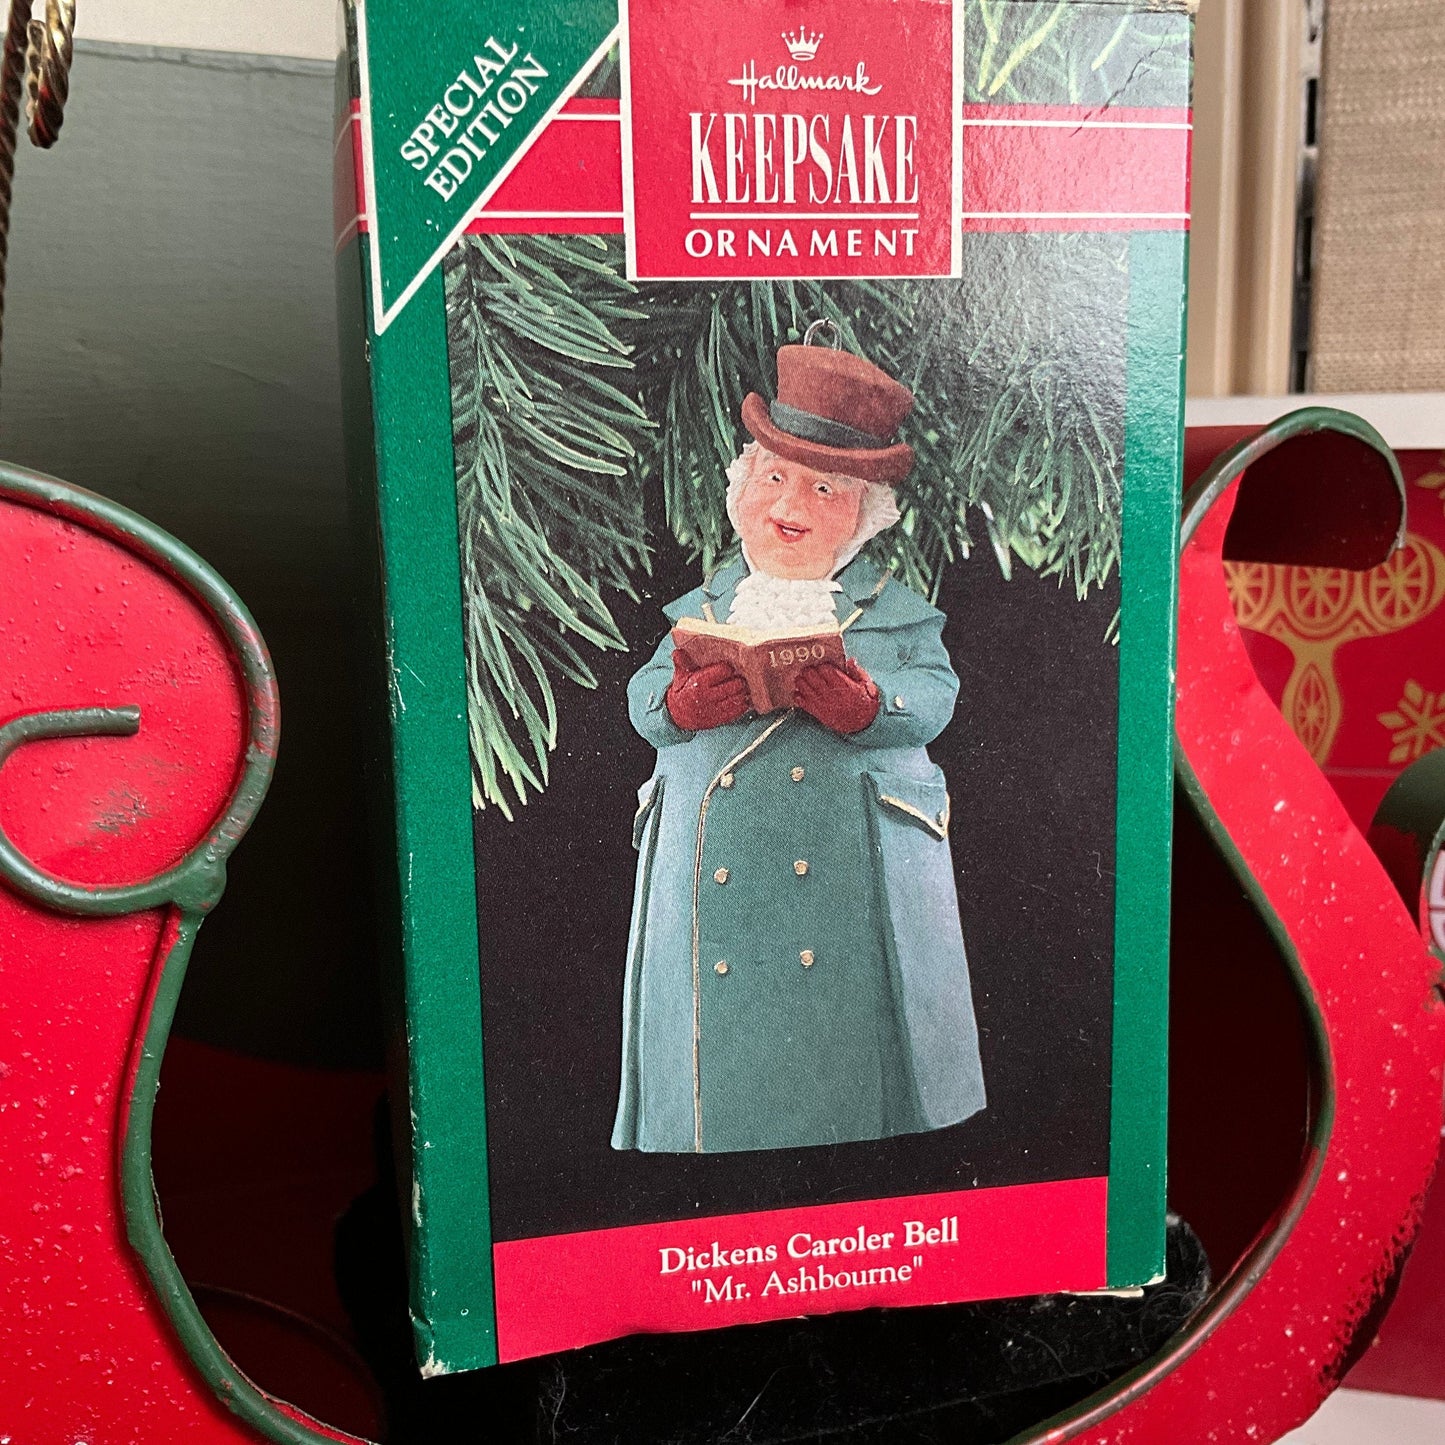 SPECIAL
EDITION
Hallmark
KEEPSAKE
ORNAMENT
1990
Dickens Caroler Bell
"Mr. Ashbourne"